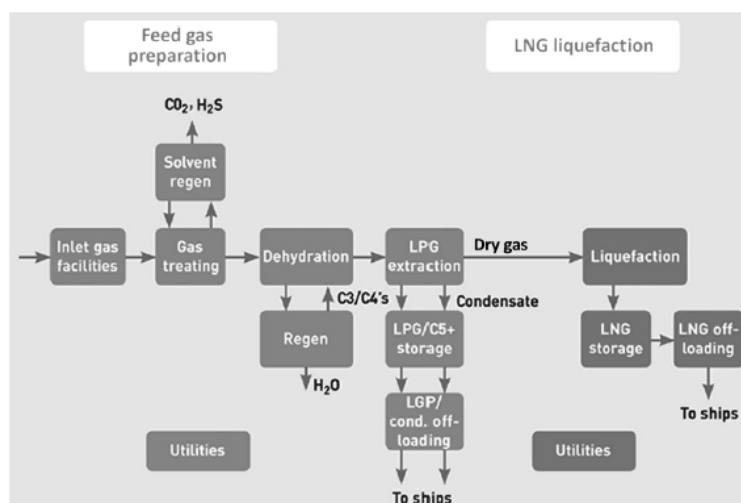 Feed gas
preparation
LNG liquefaction
CO₂, H₂S
Solvent
regen
Inlet gas
facilities
Gas
treating
Dehydration
LPG
extraction
Dry gas
Liquefaction
C3/C4's
Condensate
Regen
LPG/C5+
storage
LNG
storage
LNG off-
loading
H₂O
LGP/
cond. off-
loading
To ships
Utilities
Utilities
To ships